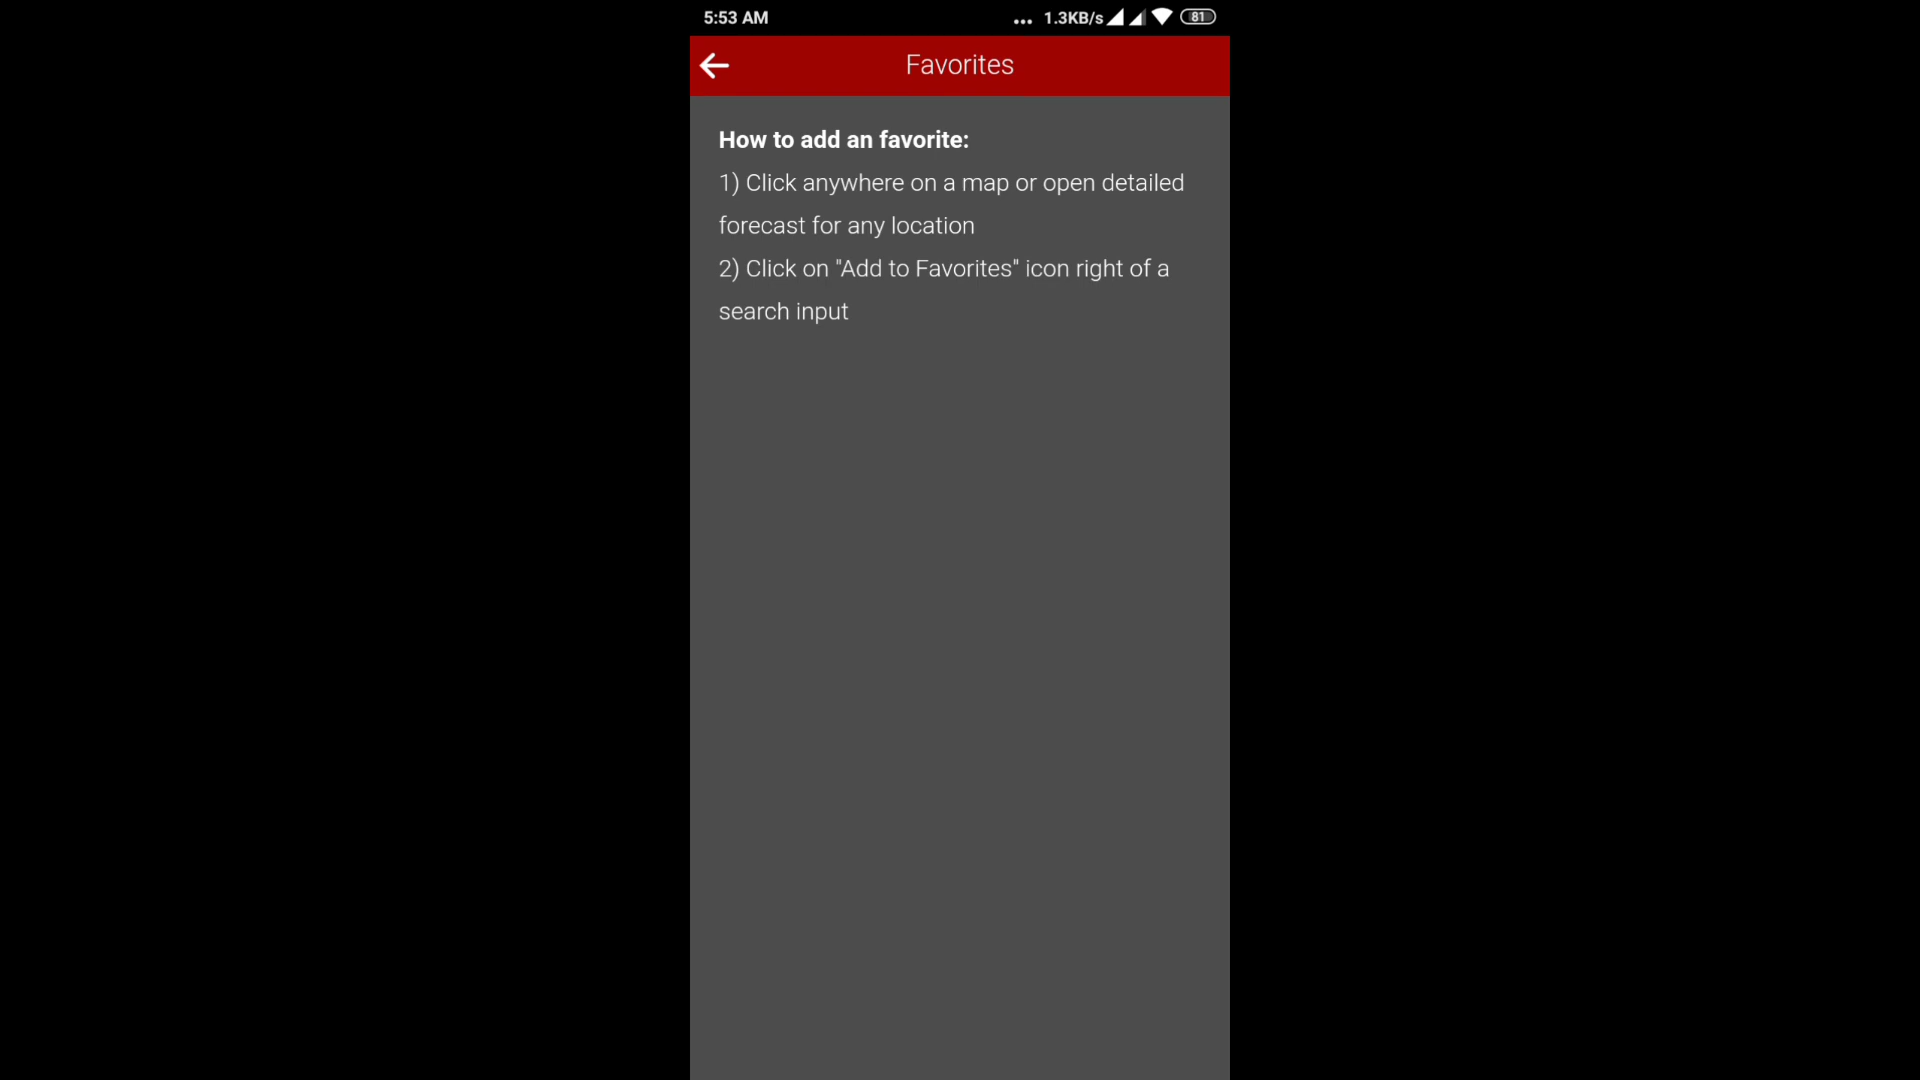 5:53 AM ... 1.3KB/s 81
Favorites
How to add an favorite:
1) Click anywhere on a map or open detailed
forecast for any location
2) Click on "Add to Favorites" icon right of a
search input